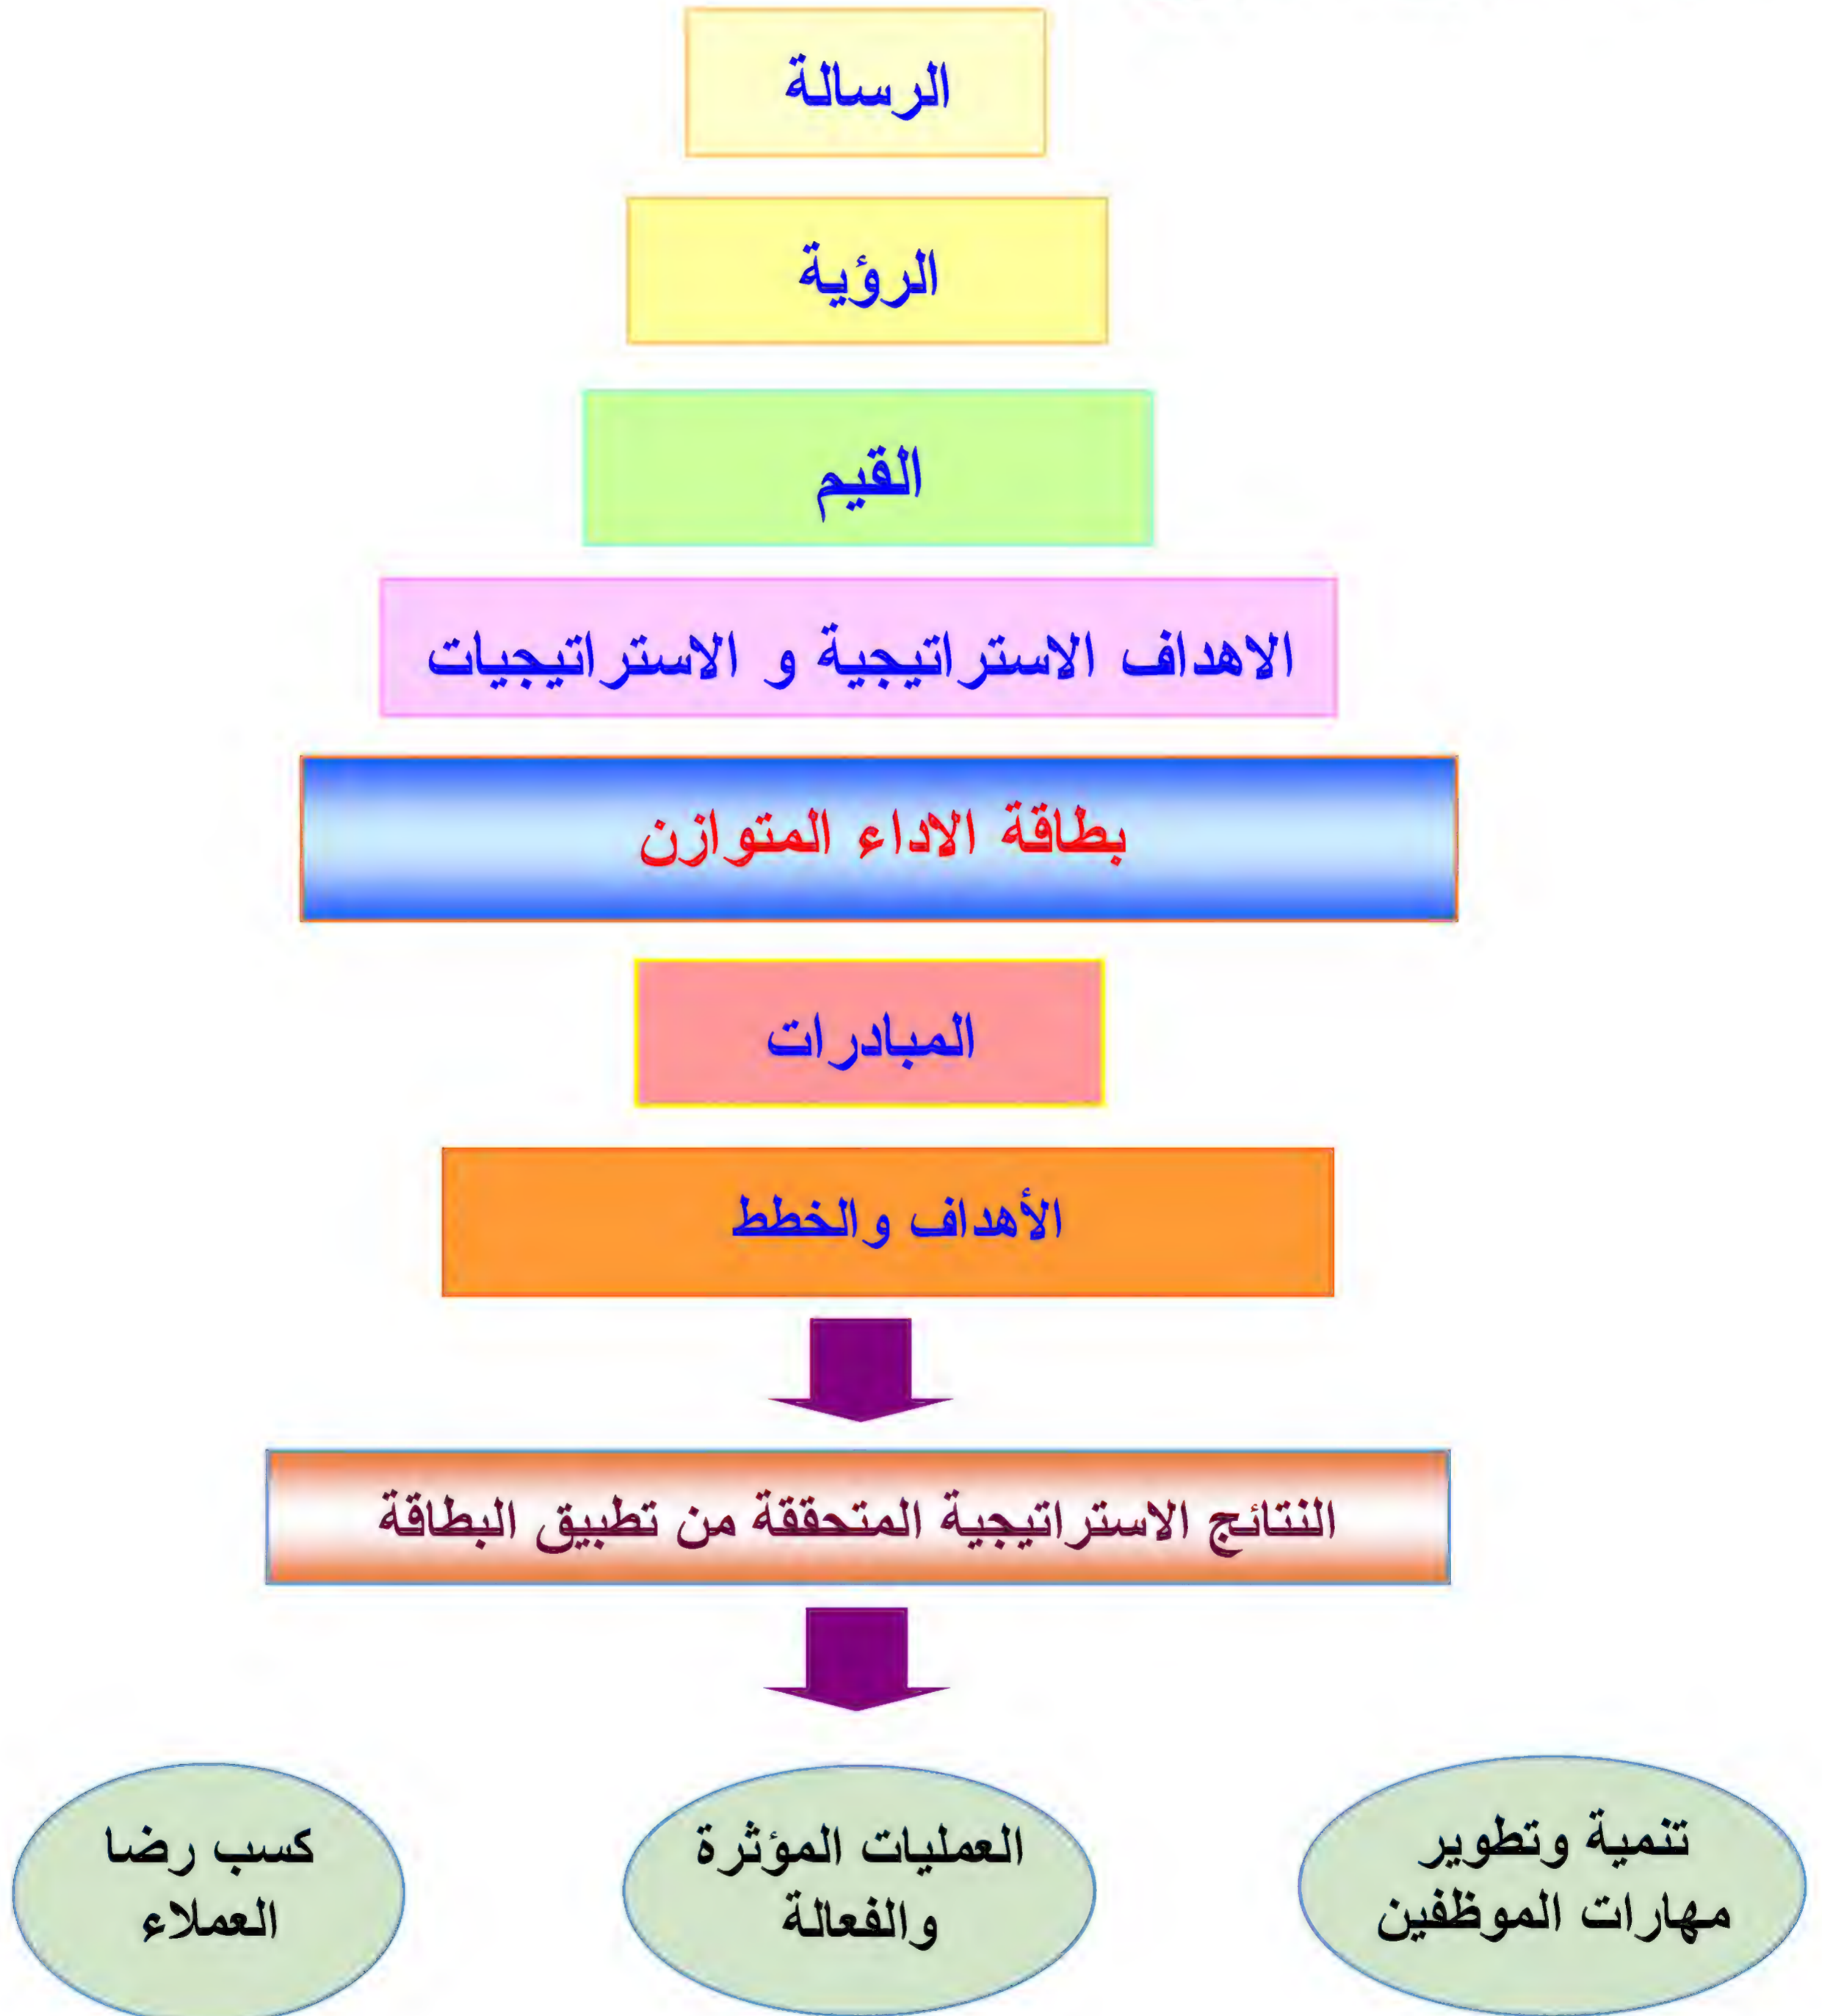 الرسالة
الرؤية
القيم
الاهداف الاستراتيجية و الاستراتيجيات
بطاقة الاداء المتوازن
المبادرات
الأهداف والخطط
النتائج الاستراتيجية المتحققة من تطبيق البطاقة
تنمية وتطوير
مهارات الموظفين
العمليات المؤثرة
والفعالة
كسب رضا
العملاء